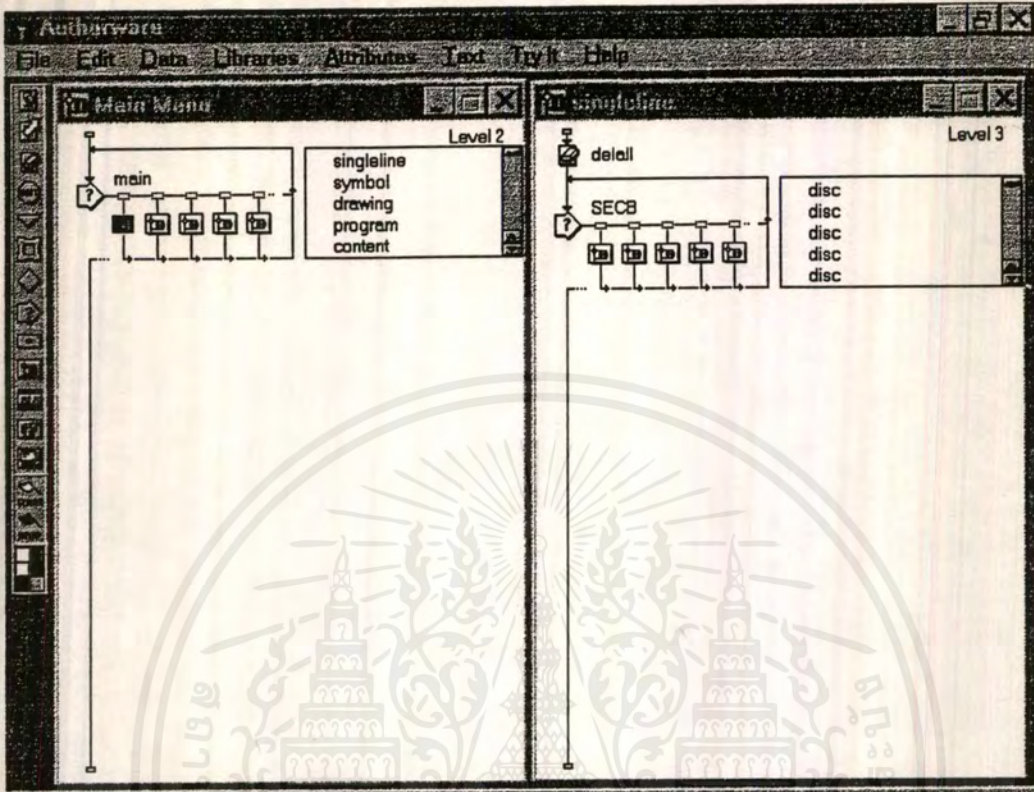 Authorware
File Edit Data Libraries Attributes Text Try It Help
Main Menu
Level 2
main
singleline
symbol
drawing
program
content
singleline
Level 3
delall
SECB
disc
disc
disc
disc
disc